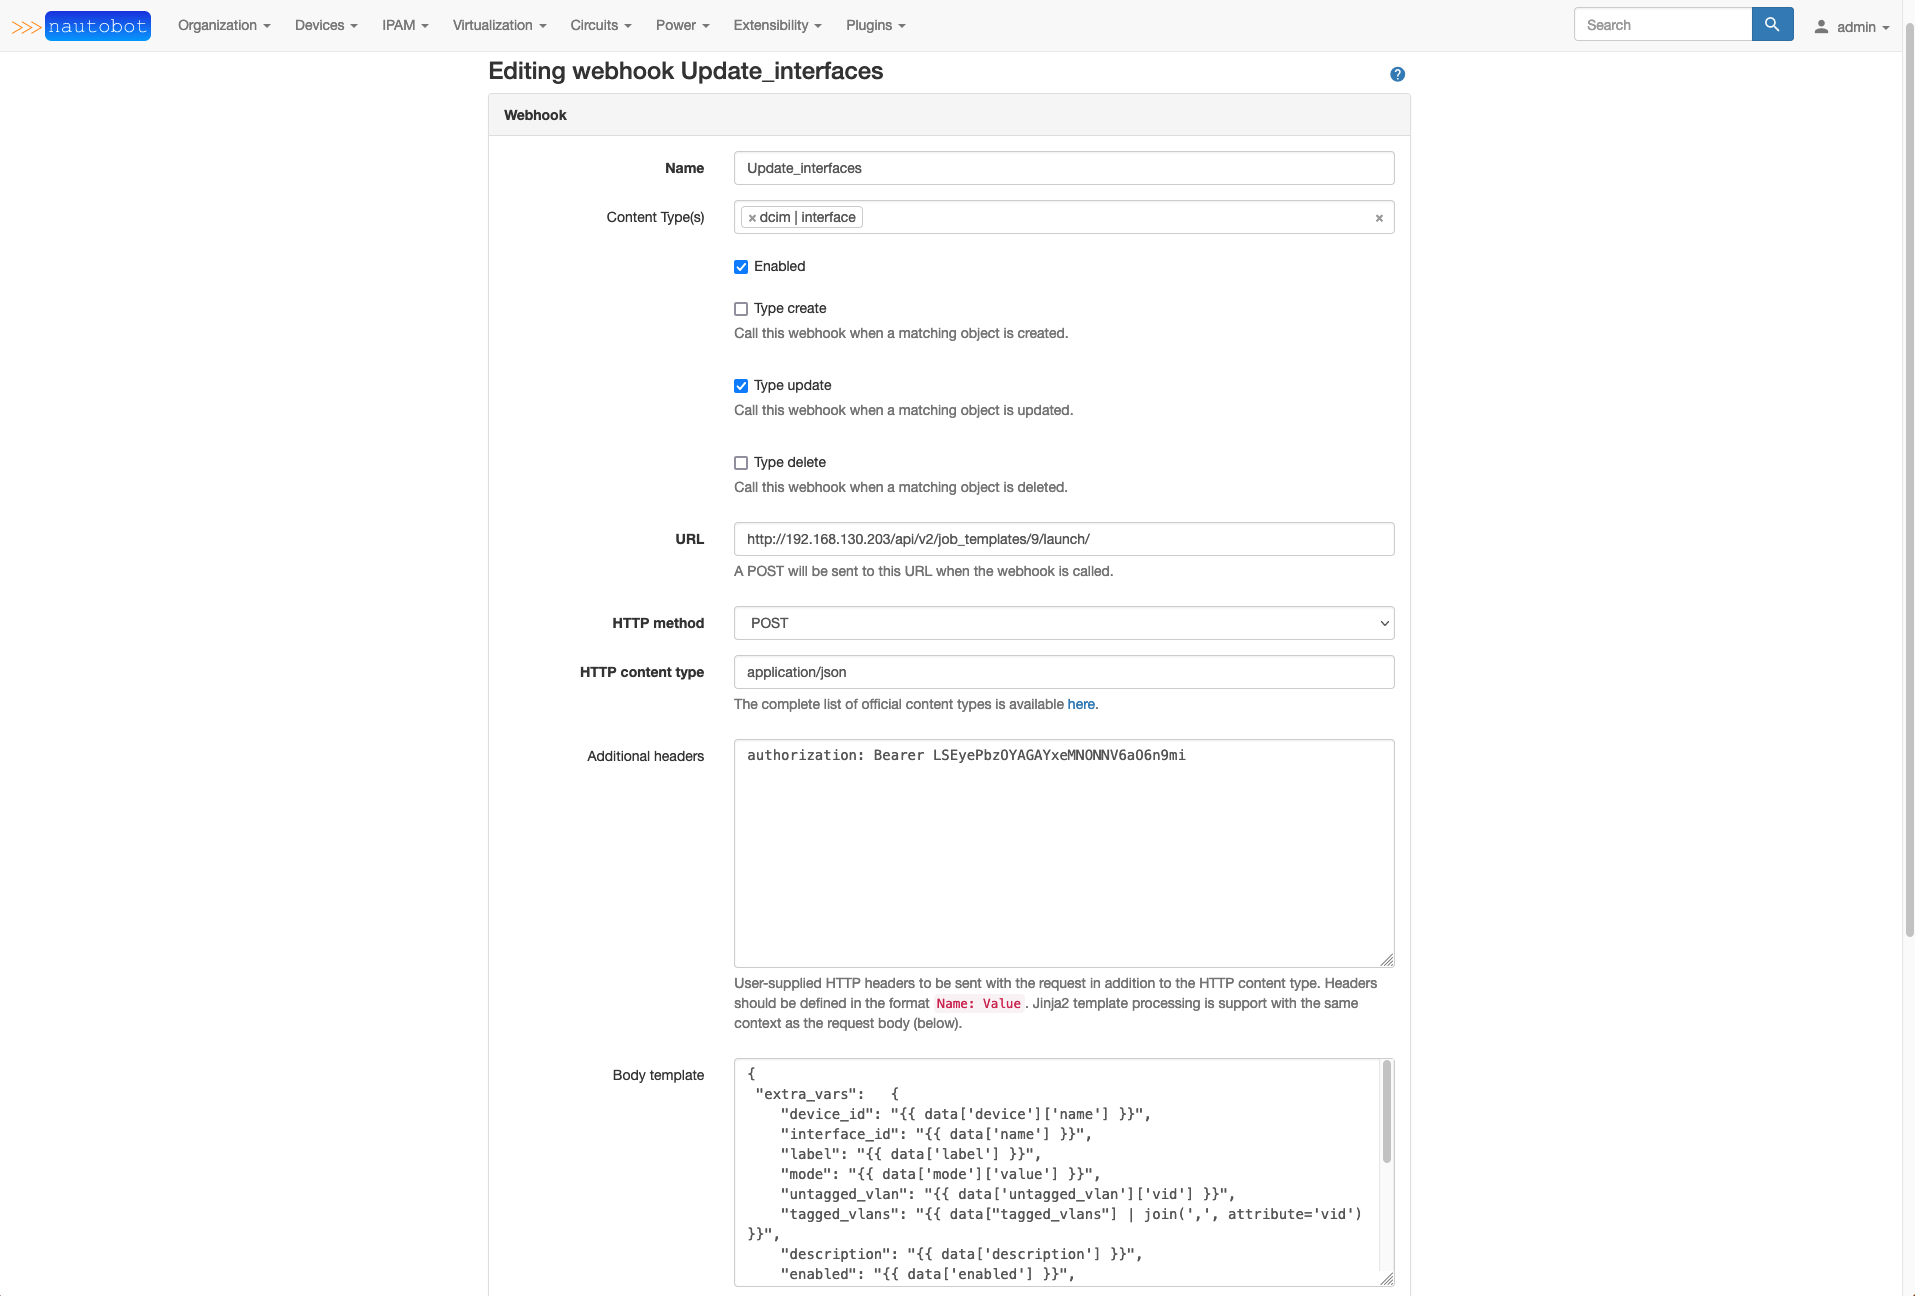 >>> nautobot Organization Devices IPAM Virtualization Circuits Power Extensibility Plugins Search admin
Editing webhook Update_interfaces ?
Webhook
Name Update_interfaces
Content Type(s) × dcim | interface ×
Enabled
Type create
Call this webhook when a matching object is created.
Type update
Call this webhook when a matching object is updated.
Type delete
Call this webhook when a matching object is deleted.
URL http://192.168.130.203/api/v2/job_templates/9/launch/
A POST will be sent to this URL when the webhook is called.
HTTP method POST
HTTP content type application/json
The complete list of official content types is available here.
Additional headers authorization: Bearer LSEyePbzOYAGAYxeMNONNV6aO6n9mi
User-supplied HTTP headers to be sent with the request in addition to the HTTP content type. Headers
should be defined in the format Name: Value. Jinja2 template processing is support with the same
context as the request body (below).
Body template {
"extra_vars": {
"device_id": "{{ data['device']['name'] }}",
"interface_id": "{{ data['name'] }}",
"label": "{{ data['label'] }}",
"mode": "{{ data['mode']['value'] }}",
"untagged_vlan": "{{ data['untagged_vlan']['vid'] }}",
"tagged_vlans": "{{ data["tagged_vlans"] | join(',', attribute='vid')
}}",
"description": "{{ data['description'] }}",
"enabled": "{{ data['enabled'] }}",